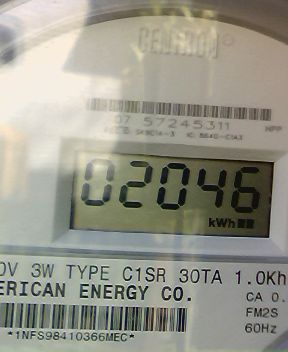 CENTRON
07 57245311
02046
kWh
0V 3W TYPE C1SR 30TA 1.0Kh
ERICAN ENERGY CO.
CA 0.
FM2S
60Hz
*1NFS98410366MEC*